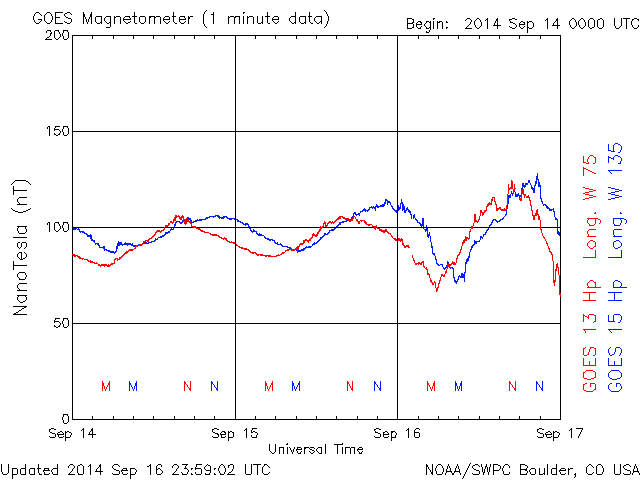 GOES Magnetometer (1 minute data)
Begin: 2014 Sep 14 0000 UTC
200
150
100
50
0
NanoTesla (nT)
M M N N M M N N M M N N
Sep 14 Sep 15 Sep 16 Sep 17
Universal Time
GOES 13 Hp Long. W 75
GOES 15 Hp Long. W 135
Updated 2014 Sep 16 23:59:02 UTC
NOAA/SWPC Boulder, CO USA